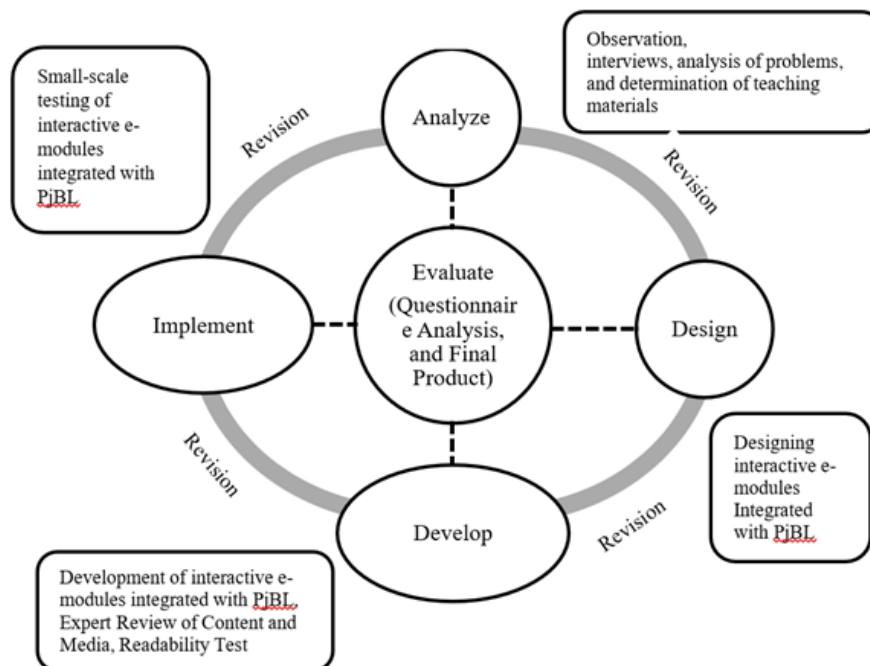 Small-scale
testing of
interactive e-
modules
integrated with
PjBL
Revision
Analyze
Observation,
interviews, analysis of problems,
and determination of teaching
materials
Revision
Implement
Evaluate
(Questionnair
e Analysis,
and Final
Product)
Design
Revision
Develop
Revision
Designing
interactive e-
modules
Integrated
with PjBL
Development of interactive e-
modules integrated with PjBL,
Expert Review of Content and
Media, Readability Test